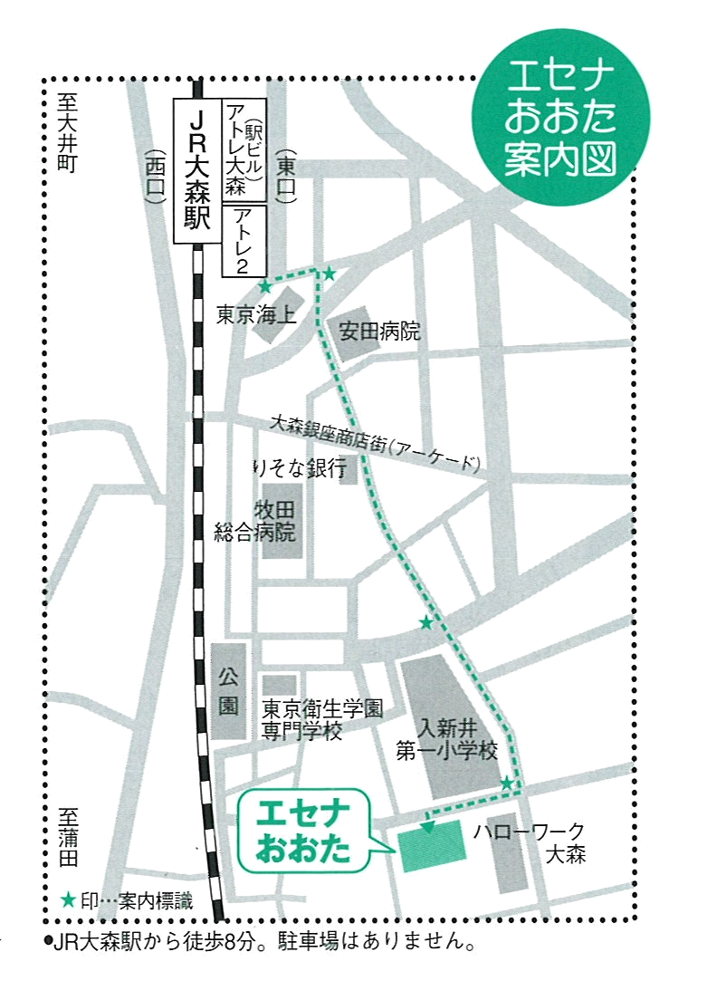 エセナ
おおた
案内図
至大井町
(西口)
JR大森駅
アトレ大森
(駅ビル)
アトレ2
(東口)
東京海上
安田病院
大森銀座商店街(アーケード)
りそな銀行
牧田
総合病院
公園
東京衛生学園
専門学校
入新井
第一小学校
エセナ
おおた
ハローワーク
大森
至蒲田
★印…案内標識
●JR大森駅から徒歩8分。駐車場はありません。